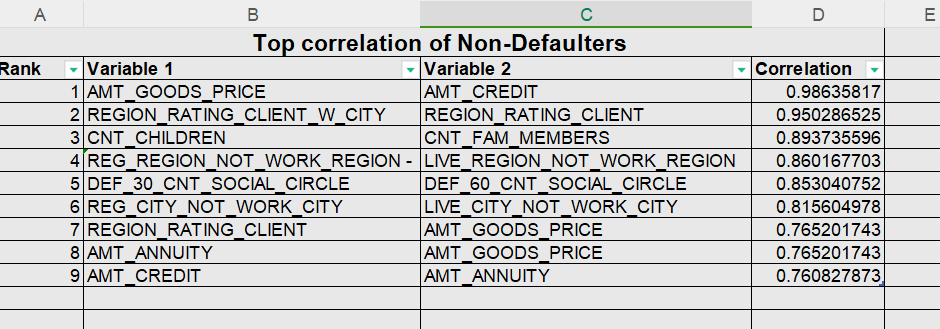 A B C D E
Top correlation of Non-Defaulters
Rank Variable 1 Variable 2 Correlation
1 AMT_GOODS_PRICE AMT_CREDIT 0.98635817
2 REGION_RATING_CLIENT_W_CITY REGION_RATING_CLIENT 0.950286525
3 CNT_CHILDREN CNT_FAM_MEMBERS 0.893735596
4 REG_REGION_NOT_WORK_REGION - LIVE_REGION_NOT_WORK_REGION 0.860167703
5 DEF_30_CNT_SOCIAL_CIRCLE DEF_60_CNT_SOCIAL_CIRCLE 0.853040752
6 REG_CITY_NOT_WORK_CITY LIVE_CITY_NOT_WORK_CITY 0.815604978
7 REGION_RATING_CLIENT AMT_GOODS_PRICE 0.765201743
8 AMT_ANNUITY AMT_GOODS_PRICE 0.765201743
9 AMT_CREDIT AMT_ANNUITY 0.760827873